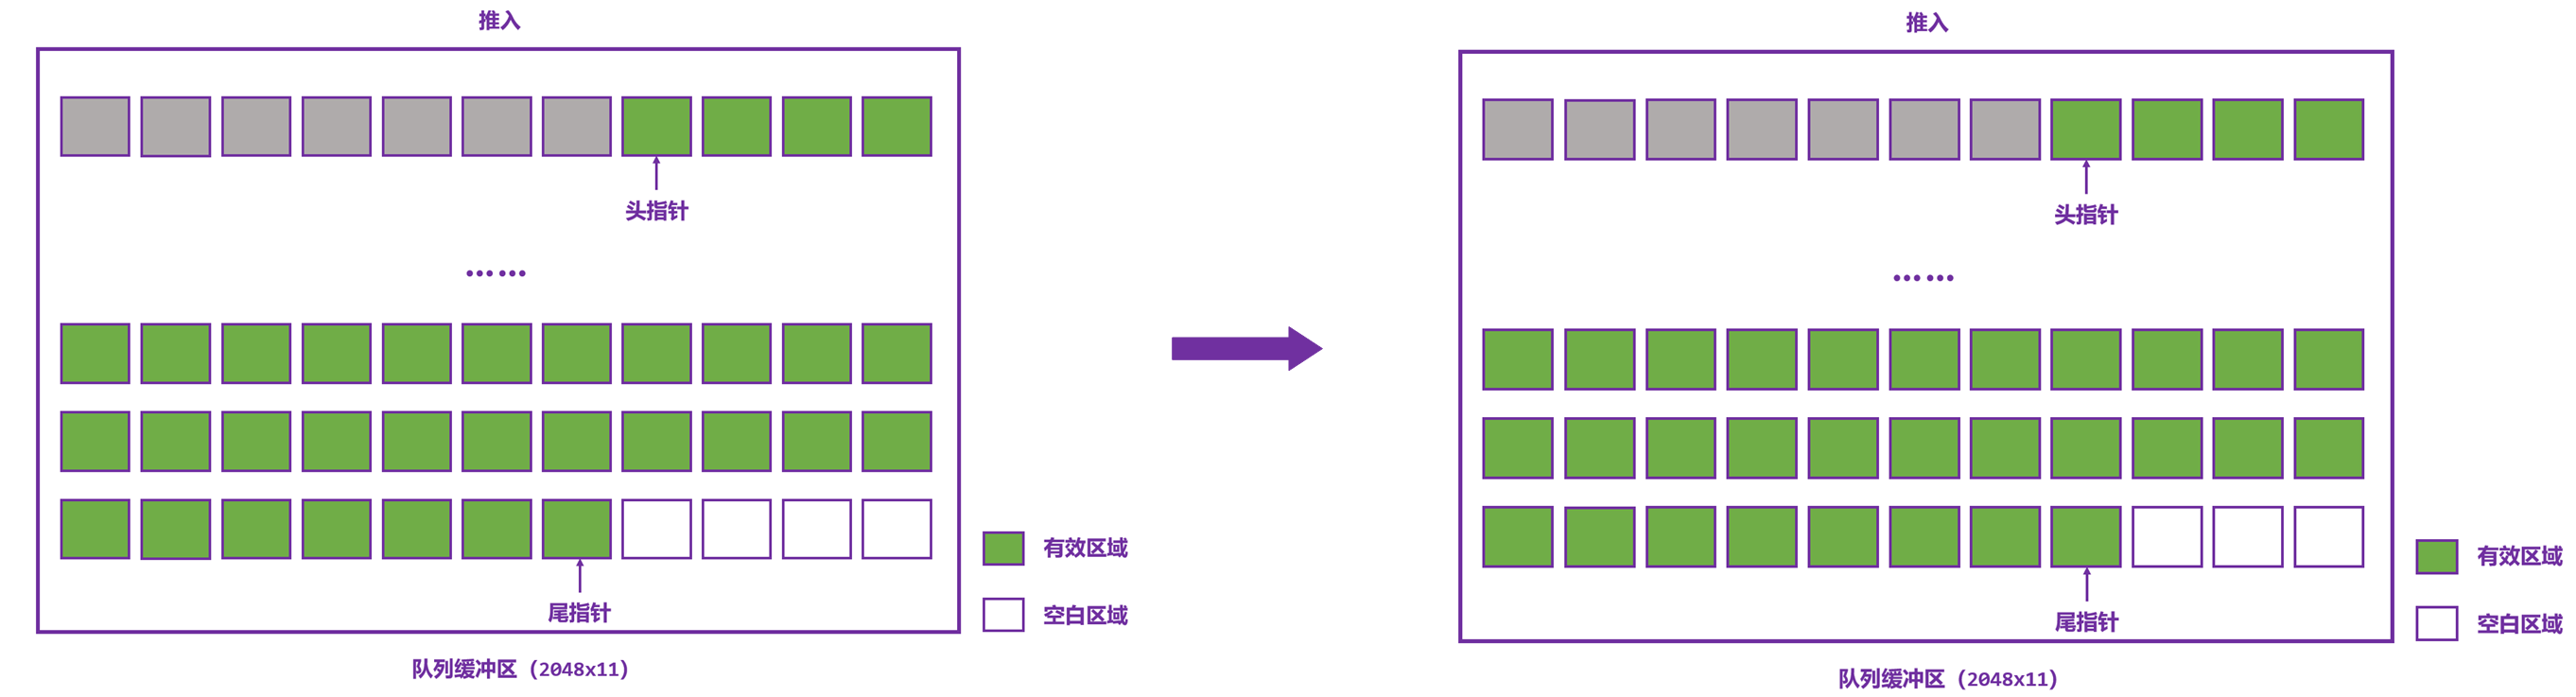 推入
头指针
……
尾指针
有效区域
空白区域
队列缓冲区（2048x11）
推入
头指针
……
尾指针
有效区域
空白区域
队列缓冲区（2048x11）